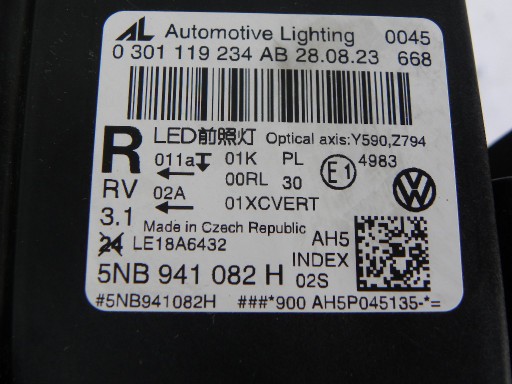 AL Automotive Lighting 0045
0 301 119 234 AB 28.08.23 668
R LED前照灯 Optical axis:Y590,Z794
011a 01K PL E1 4983
RV 02A 00RL 30
3.1 01XCVERT
Made in Czech Republic
24 LE18A6432 AH5
5NB 941 082 H INDEX
02S
#5NB941082H ###*900 AH5P045135-*=